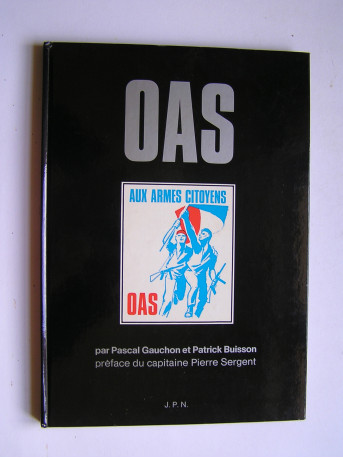 OAS
AUX ARMES CITOYENS
OAS
par Pascal Gauchon et Patrick Buisson
préface du capitaine Pierre Sergent
J. P. N.